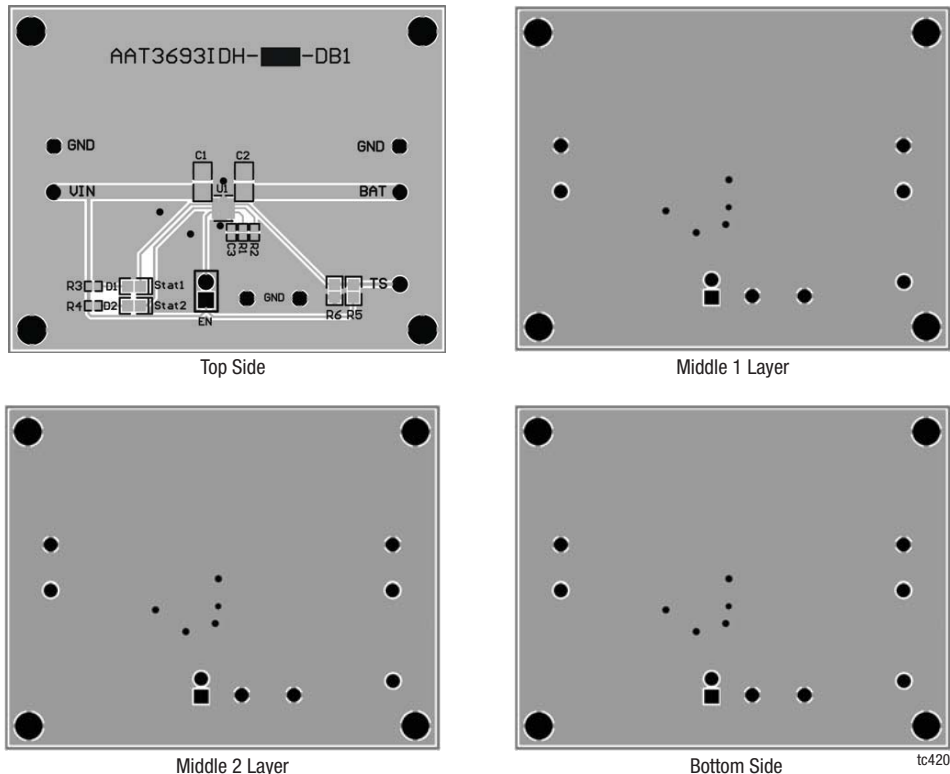 AAT3693IDH- -DB1
GND
GND
C1 C2
U1
VIN
BAT
C3 R1 R2
R3 D1 Stat1
TS
R4 D2 Stat2
GND
EN
R6 R5
Top Side
Middle 1 Layer
Middle 2 Layer
Bottom Side
tc420